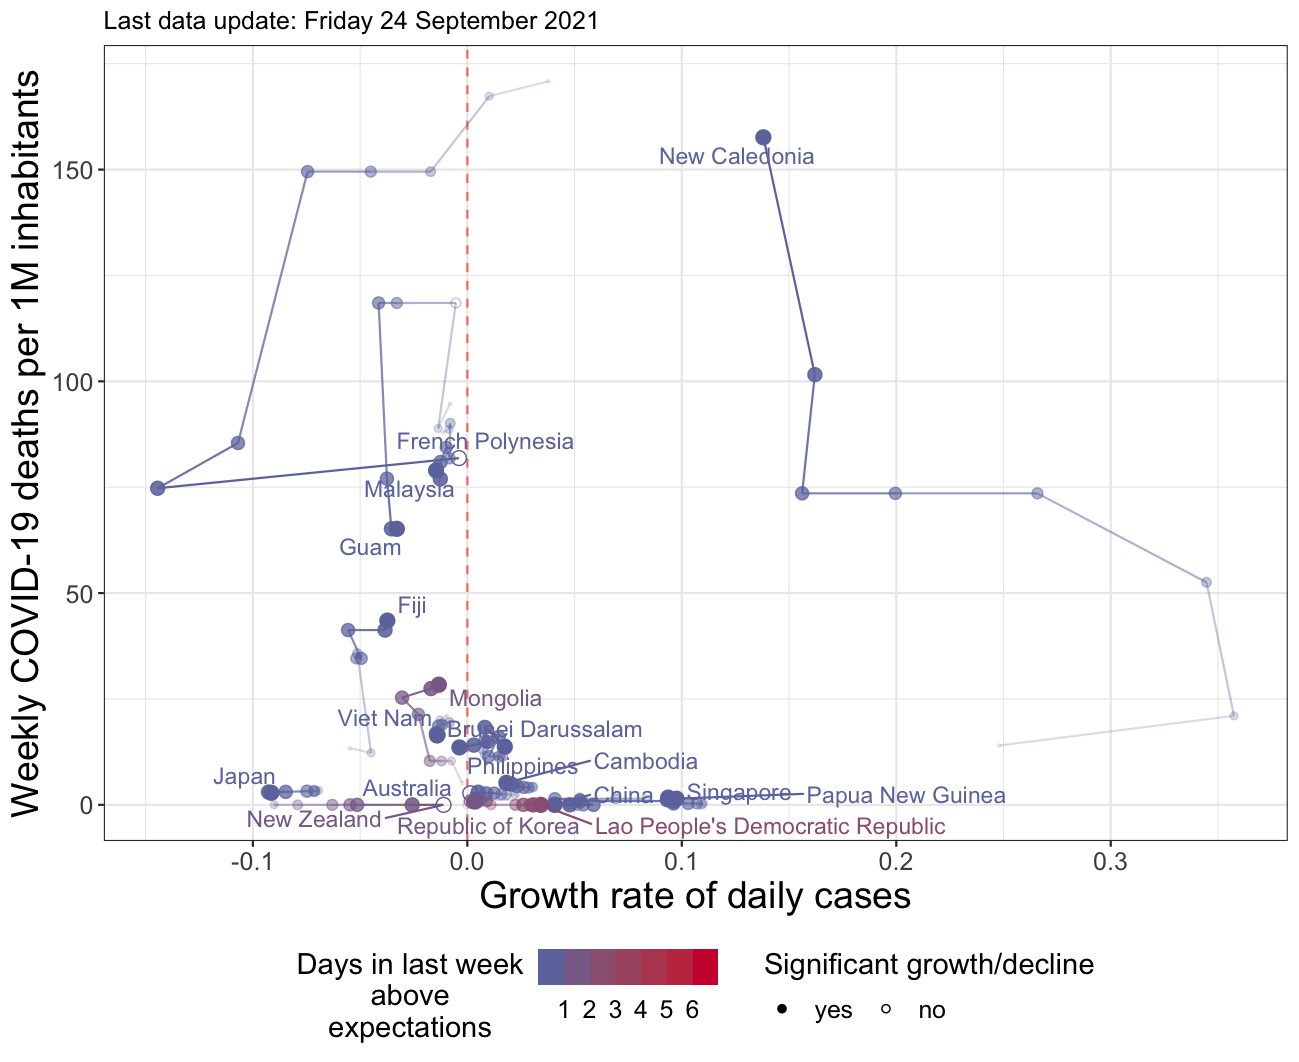 Last data update: Friday 24 September 2021
Weekly COVID-19 deaths per 1M inhabitants
150
100
50
0
New Caledonia
French Polynesia
Malaysia
Guam
Fiji
Mongolia
Viet Nam
Brunei Darussalam
Philippines
Cambodia
Japan
Australia
China
Singapore
Papua New Guinea
New Zealand
Republic of Korea
Lao People's Democratic Republic
-0.1
0.0
0.1
0.2
0.3
Growth rate of daily cases
Days in last week
above
expectations
1 2 3 4 5 6
Significant growth/decline
yes
no